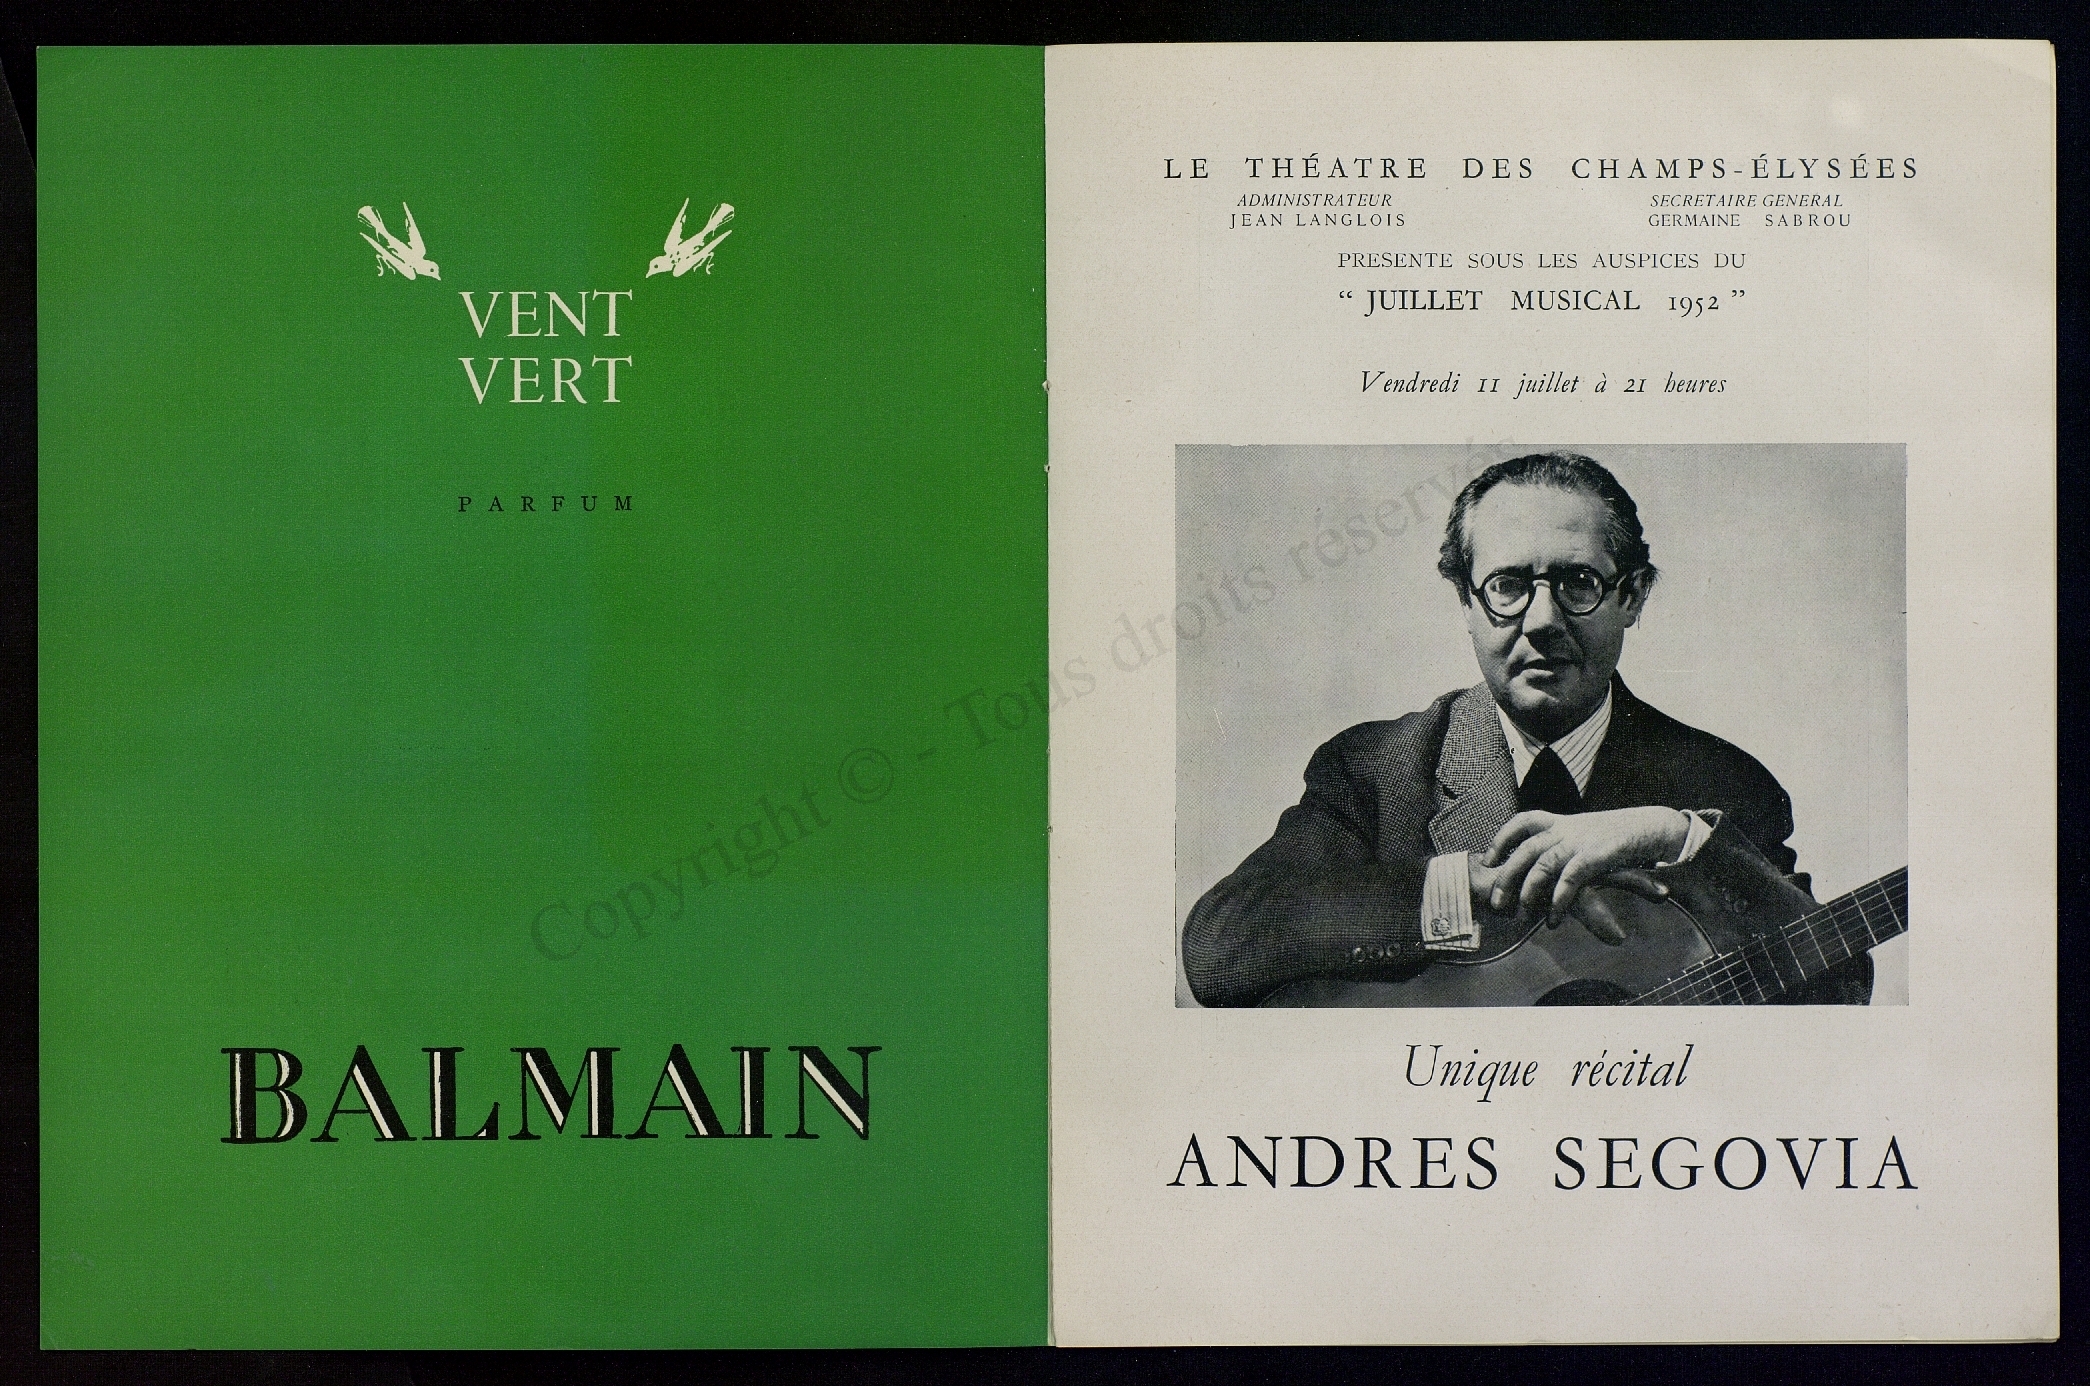 VENT
VERT
PARFUM
BALMAIN
LE THÉATRE DES CHAMPS-ÉLYSÉES
ADMINISTRATEUR
JEAN LANGLOIS
SECRETAIRE GENERAL
GERMAINE SABROU
PRESENTE SOUS LES AUSPICES DU
“ JUILLET MUSICAL 1952 ”
Vendredi 11 juillet à 21 heures
Unique récital
ANDRES SEGOVIA
Copyright © - Tous droits réservés